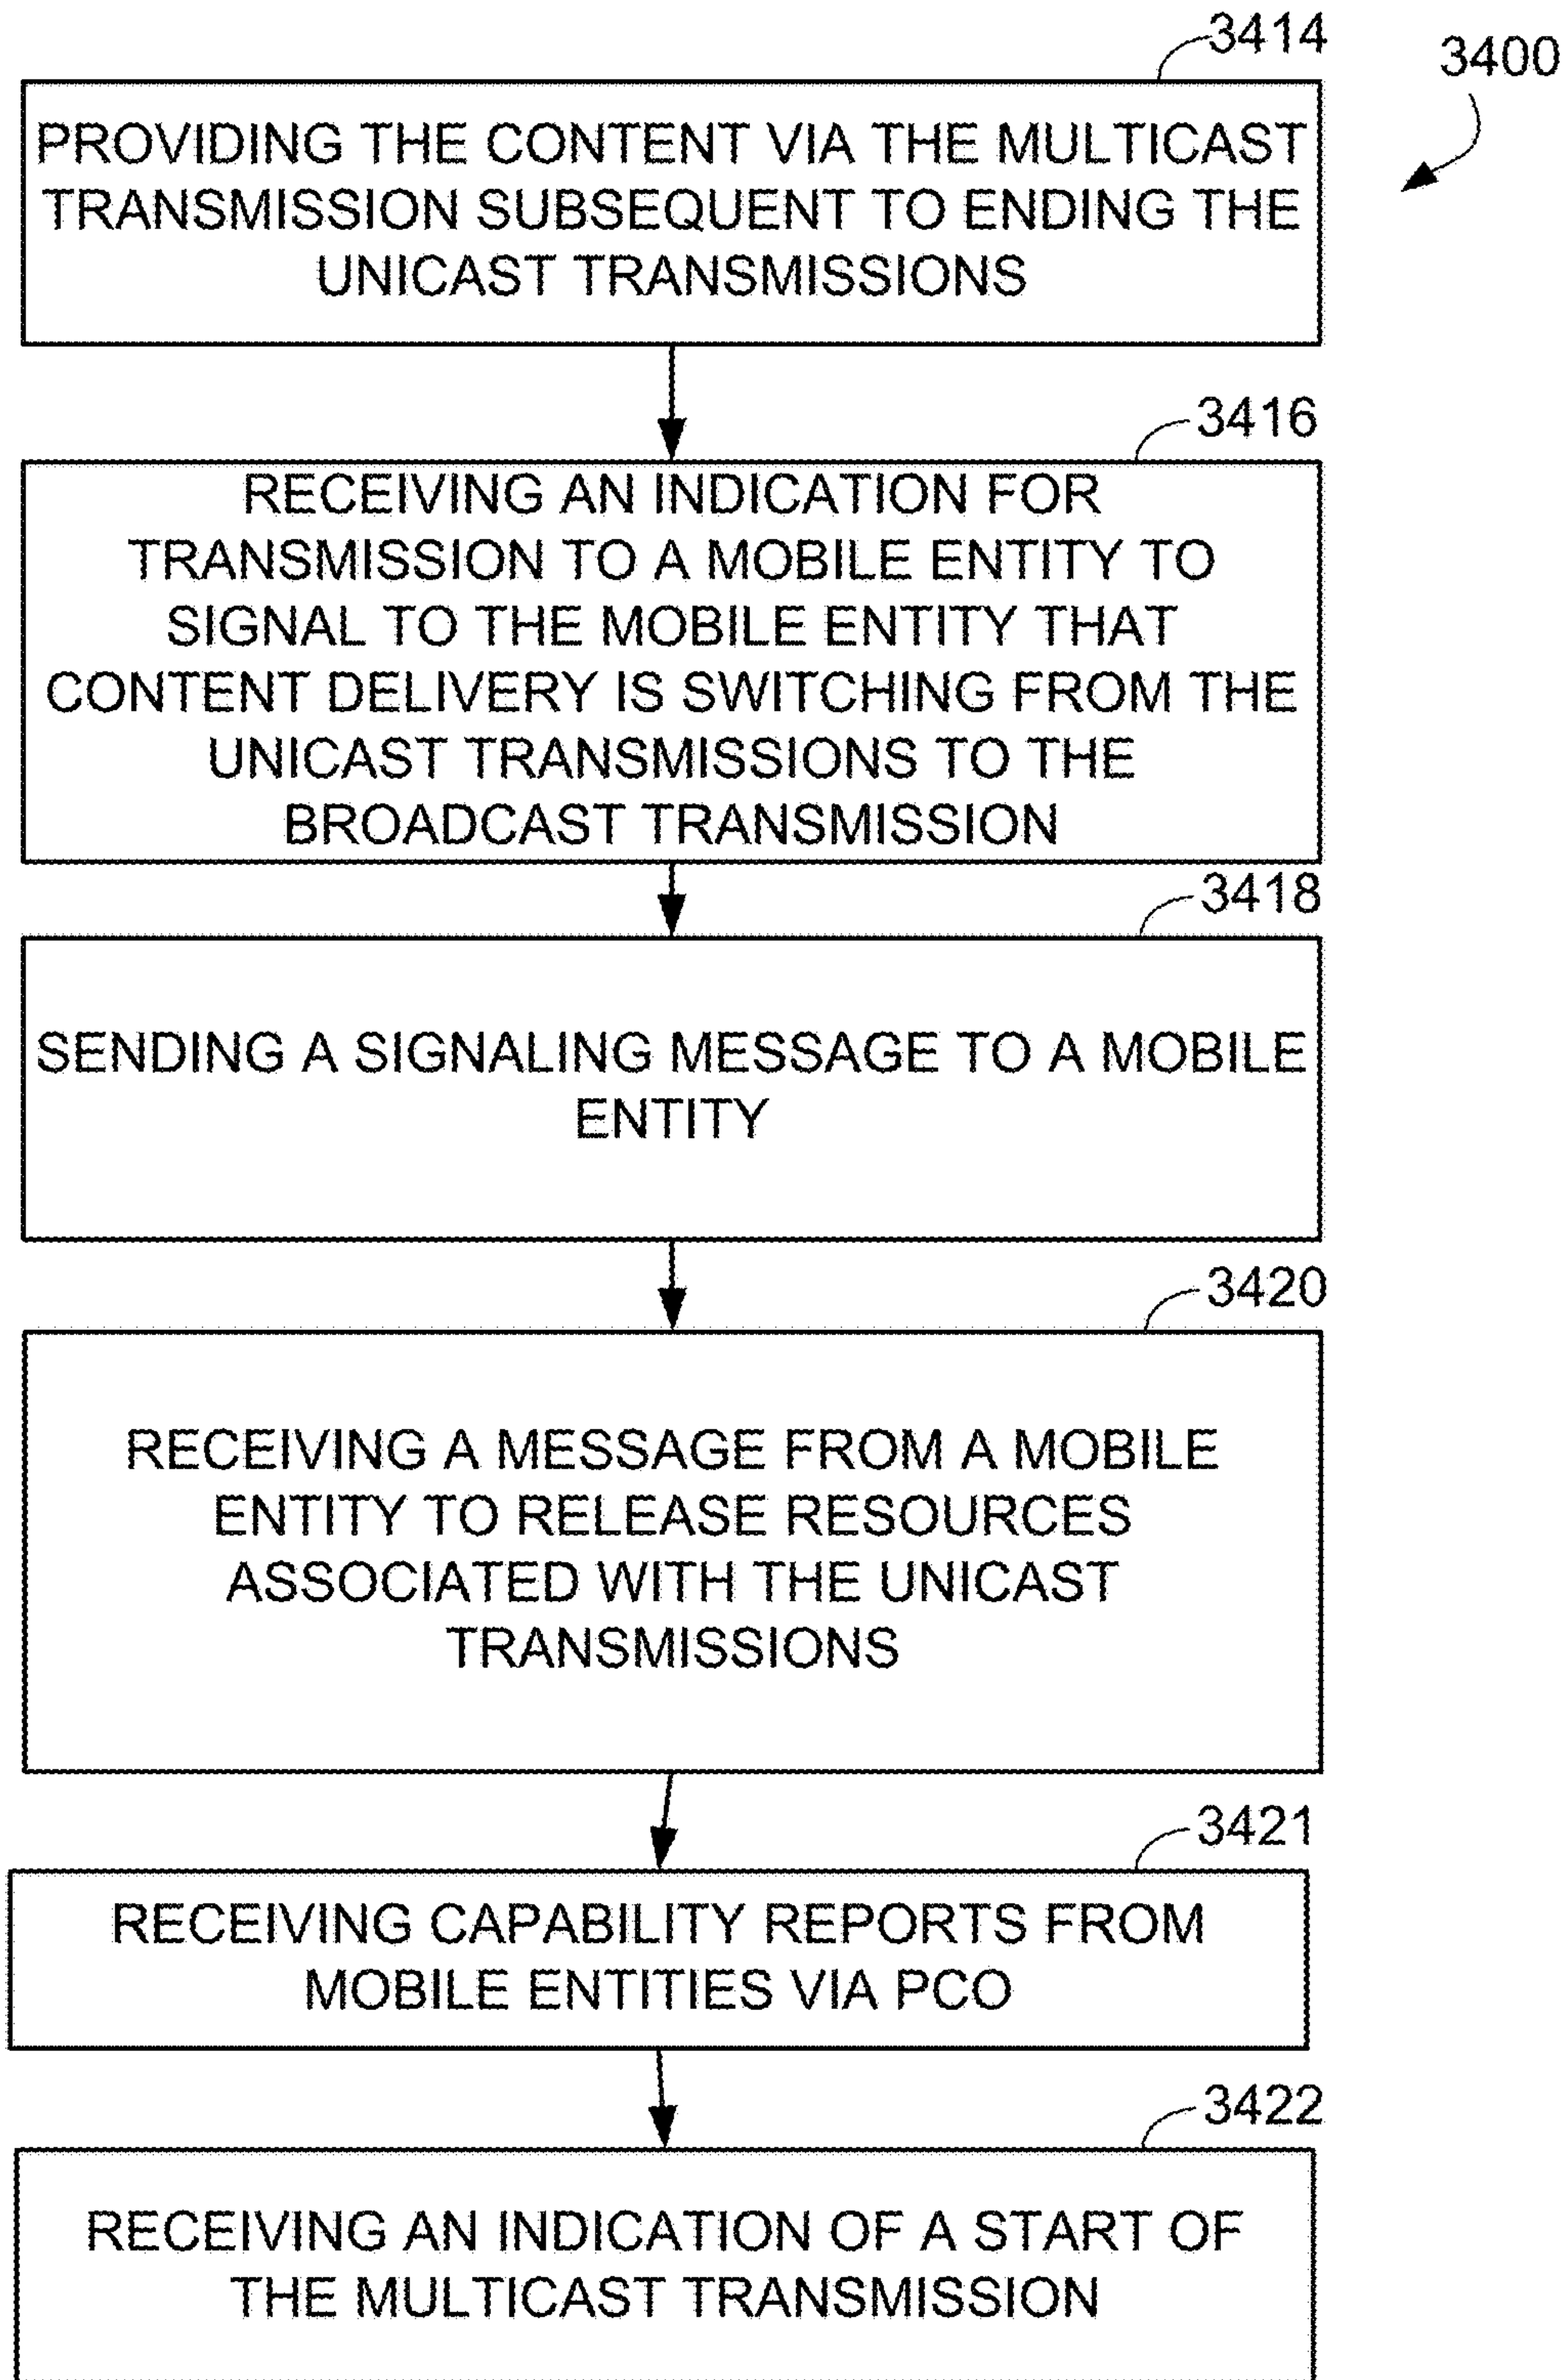 3414
3400
PROVIDING THE CONTENT VIA THE MULTICAST
TRANSMISSION SUBSEQUENT TO ENDING THE
UNICAST TRANSMISSIONS
3416
RECEIVING AN INDICATION FOR
TRANSMISSION TO A MOBILE ENTITY TO
SIGNAL TO THE MOBILE ENTITY THAT
CONTENT DELIVERY IS SWITCHING FROM THE
UNICAST TRANSMISSIONS TO THE
BROADCAST TRANSMISSION
3418
SENDING A SIGNALING MESSAGE TO A MOBILE
ENTITY
3420
RECEIVING A MESSAGE FROM A MOBILE
ENTITY TO RELEASE RESOURCES
ASSOCIATED WITH THE UNICAST
TRANSMISSIONS
3421
RECEIVING CAPABILITY REPORTS FROM
MOBILE ENTITIES VIA PCO
3422
RECEIVING AN INDICATION OF A START OF
THE MULTICAST TRANSMISSION